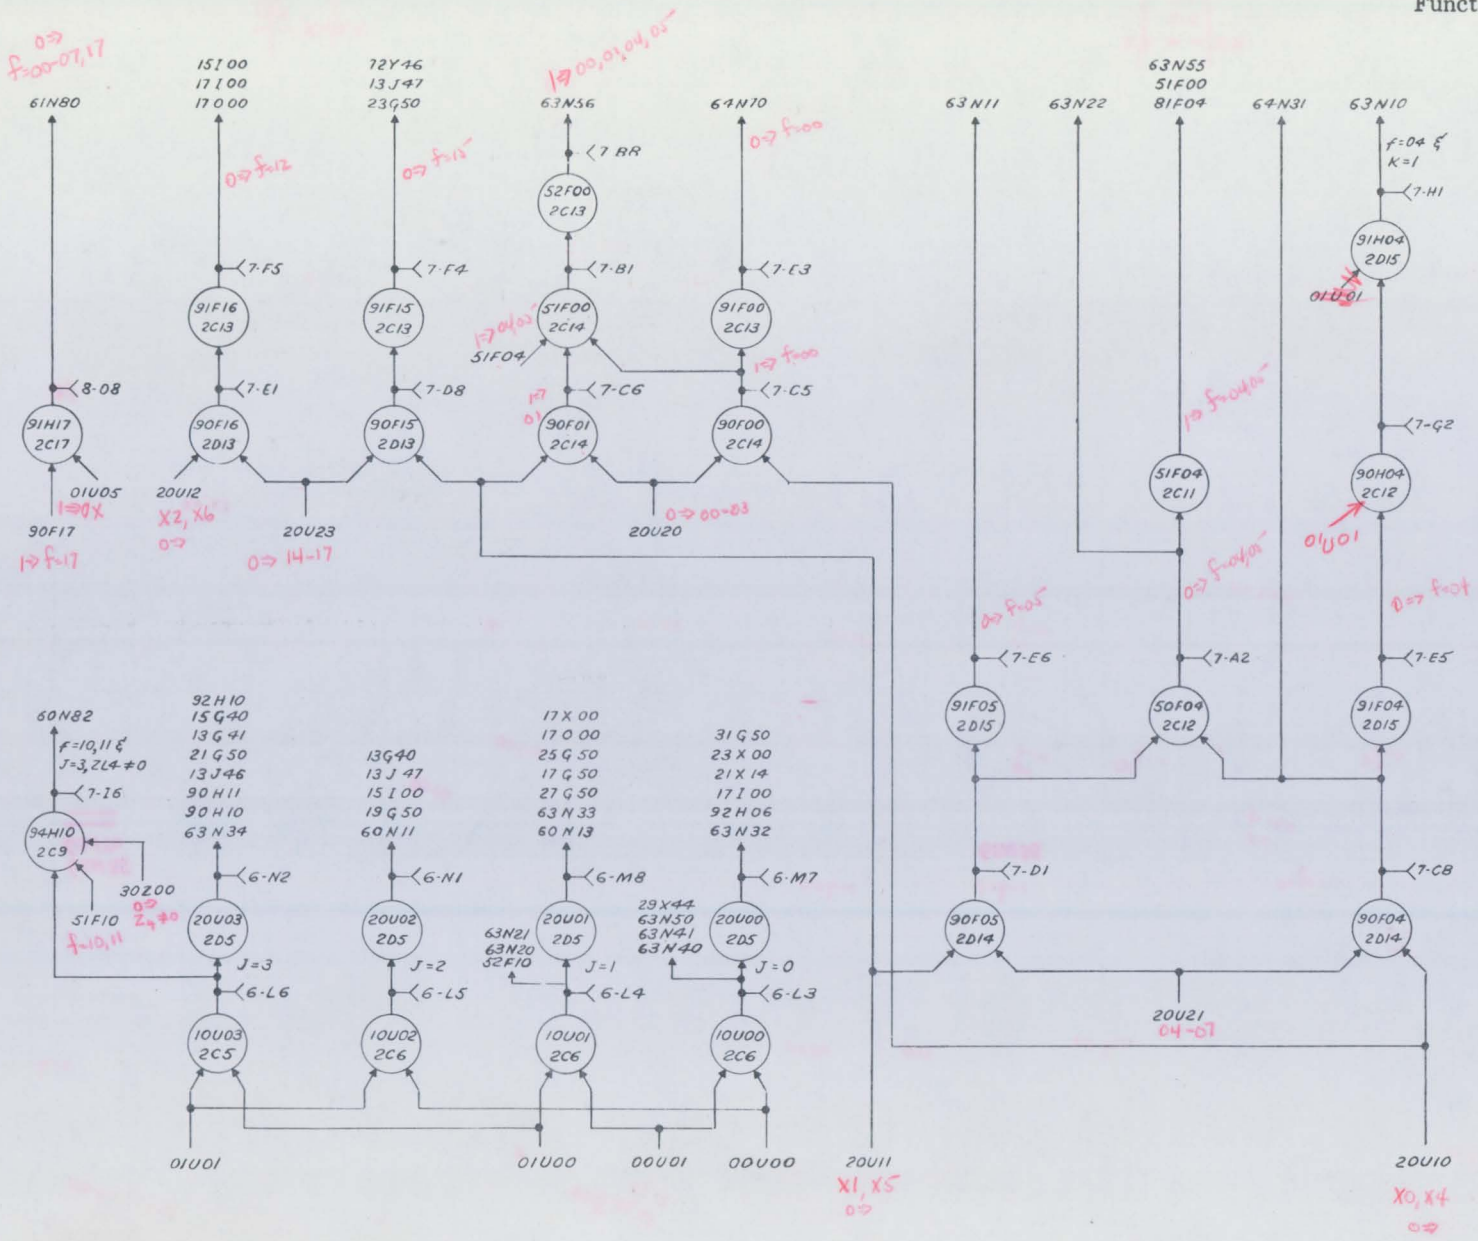 Funct
0⇒
f=00-07,17
61N80
15I00
17I00
17O00
72Y46
13J47
23G50
1⇒ 00,01,04,05
63N56
64N70
63N11
63N22
63N55
51F00
81F04
64N31
63N10
0⇒ f=12
0⇒ f=15
7-BR
0⇒ f=00
f=04 &
K=1
7-H1
52F00
2C13
91H04
2D15
01U01
7-F5
7-F4
7-B1
7-E3
91F16
2C13
91F15
2C13
51F00
2C14
91F00
2C13
1⇒ 04,05
51F04
1⇒ f=00
8-08
7-E1
7-D8
1⇒
01
7-C6
7-C5
91H17
2C17
90F16
2D13
90F15
2D13
90F01
2C14
90F00
2C14
1⇒ f=04,05
7-G2
51F04
2C11
90H04
2C12
01U05
1⇒0X
20U12
X2, X6
0⇒
90F17
1⇒ f=17
20U23
0⇒ 14-17
20U20
0⇒ 00-03
01U01
0⇒ f=05
0⇒ f=04,05
0⇒ f=04
7-E6
7-A2
7-E5
91F05
2D15
50F04
2C12
91F04
2D15
60N82
f=10,11 &
J=3, ZL4 ≠0
7-I6
94H10
2C9
30Z00
0⇒
Z4≠0
51F10
f=10,11
92H10
15G40
13G41
21G50
13J46
90H11
90H10
63N34
13G40
13J47
15I00
19G50
60N11
17X00
17O00
25G50
17G50
27G50
63N33
60N13
31G50
23X00
21X14
17I00
92H06
63N32
6-N2
6-N1
6-M8
6-M7
7-D1
7-C8
20U03
2D5
20U02
2D5
63N21
63N20
52F10
20U01
2D5
29X44
63N50
63N41
63N40
20U00
2D5
90F05
2D14
90F04
2D14
J=3
J=2
J=1
J=0
6-L6
6-L5
6-L4
6-L3
20U21
04-07
10U03
2C5
10U02
2C6
10U01
2C6
10U00
2C6
01U01
01U00
00U01
00U00
20U11
X1, X5
0⇒
20U10
X0, X4
0⇒